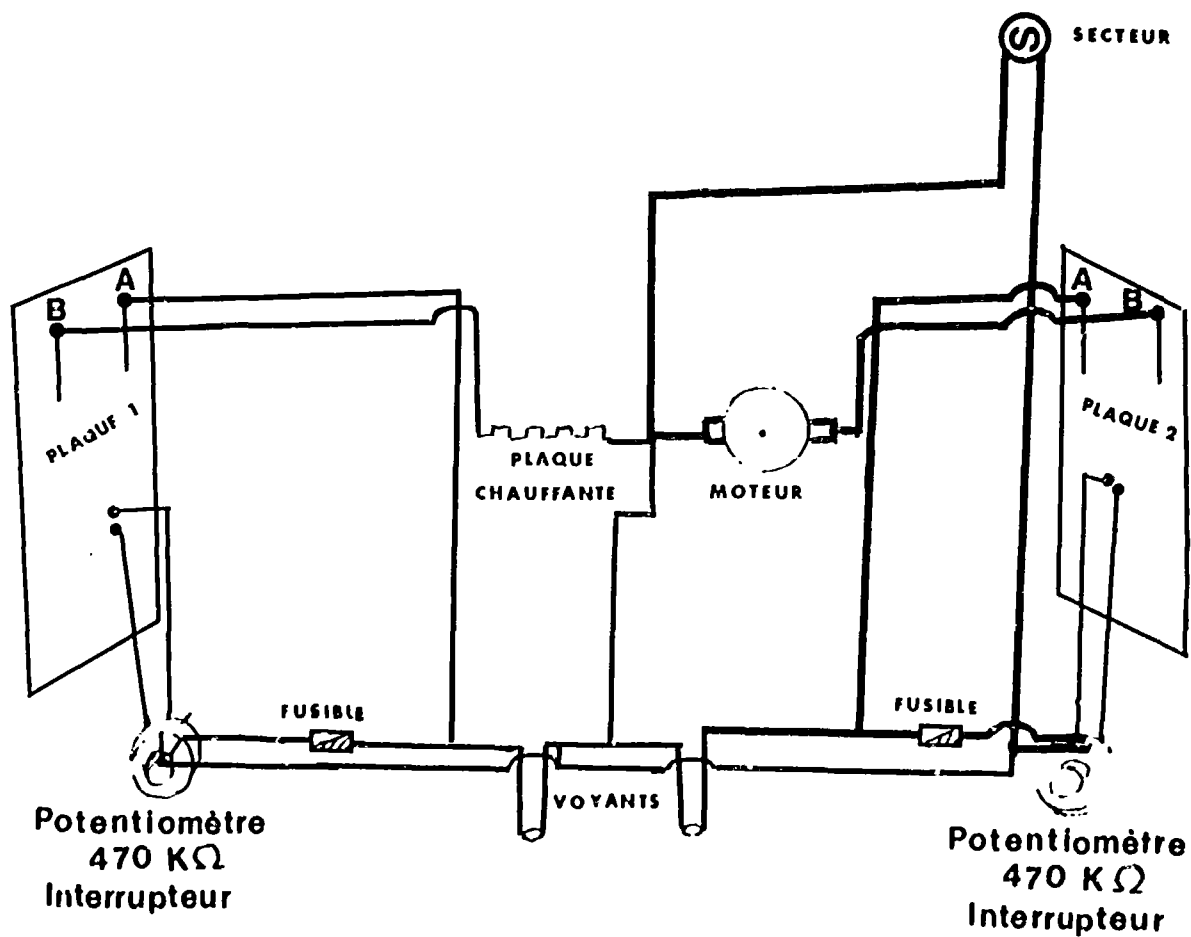 S SECTEUR
A
B
A
B
PLAQUE 1
PLAQUE 2
PLAQUE
CHAUFFANTE
MOTEUR
FUSIBLE
FUSIBLE
VOYANTS
Potentiomètre
470 KΩ
Interrupteur
Potentiomètre
470 KΩ
Interrupteur